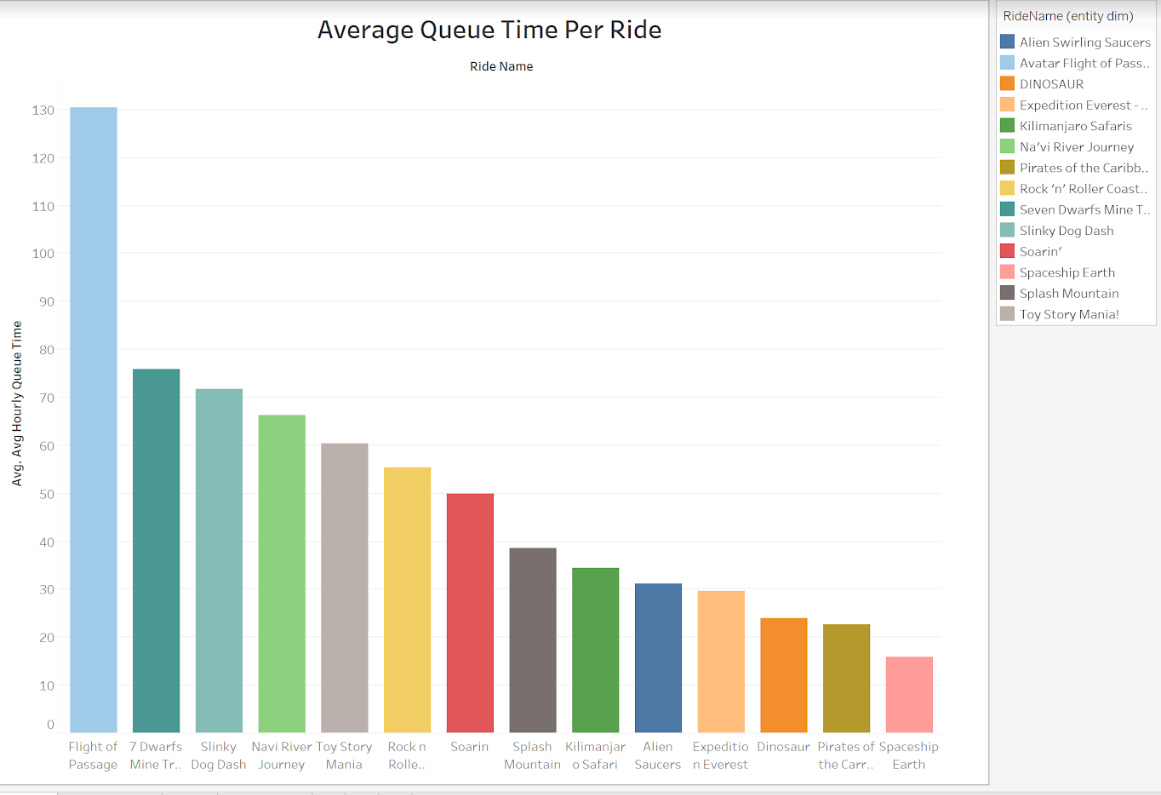 Average Queue Time Per Ride
Ride Name
Avg. Avg Hourly Queue Time
130
120
110
100
90
80
70
60
50
40
30
20
10
0
Flight of
Passage
7 Dwarfs
Mine Tr..
Slinky
Dog Dash
Navi River
Journey
Toy Story
Mania
Rock n
Rolle..
Soarin
Splash
Mountain
Kilimanjar
o Safari
Alien
Saucers
Expeditio
n Everest
Dinosaur
Pirates of
the Carr..
Spaceship
Earth
RideName (entity dim)
Alien Swirling Saucers
Avatar Flight of Pass..
DINOSAUR
Expedition Everest - ..
Kilimanjaro Safaris
Na'vi River Journey
Pirates of the Caribb..
Rock 'n' Roller Coast..
Seven Dwarfs Mine T..
Slinky Dog Dash
Soarin'
Spaceship Earth
Splash Mountain
Toy Story Mania!